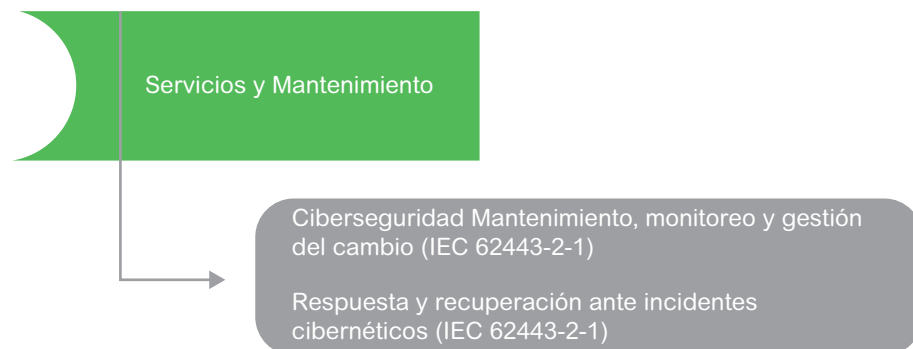 Servicios y Mantenimiento
Ciberseguridad Mantenimiento, monitoreo y gestión
del cambio (IEC 62443-2-1)
Respuesta y recuperación ante incidentes
cibernéticos (IEC 62443-2-1)